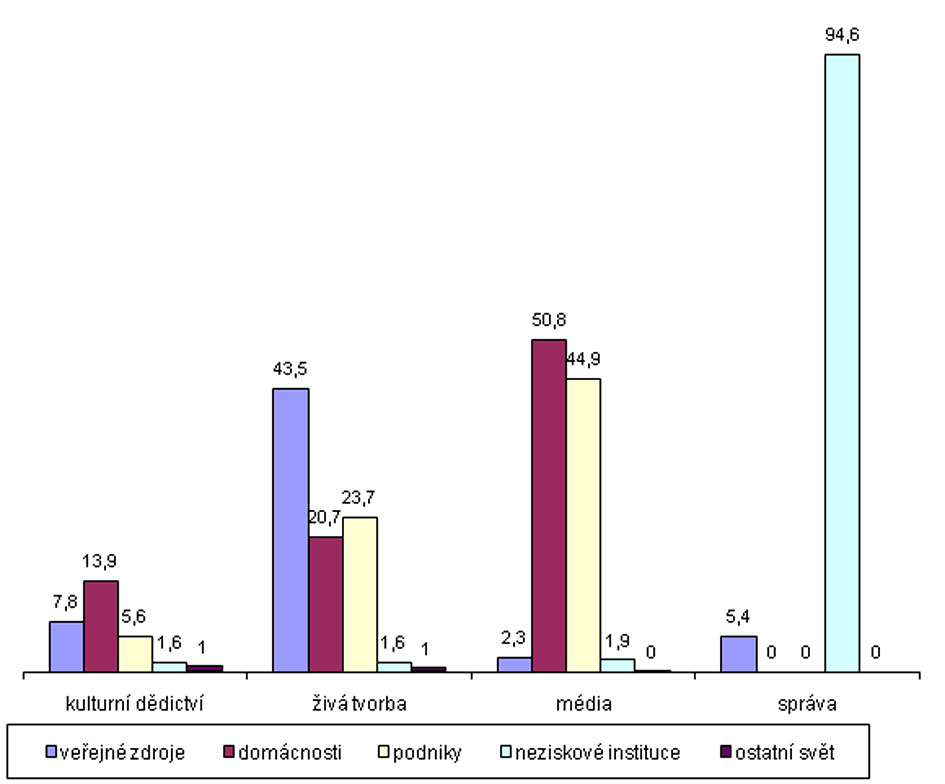 94,6
50,8
44,9
43,5
23,7
20,7
13,9
7,8
5,6
1,6
1
1,6
1
2,3
1,9
0
5,4
0
0
0
kulturní dědictví
živá tvorba
média
správa
veřejné zdroje
domácnosti
podniky
neziskové instituce
ostatní svět